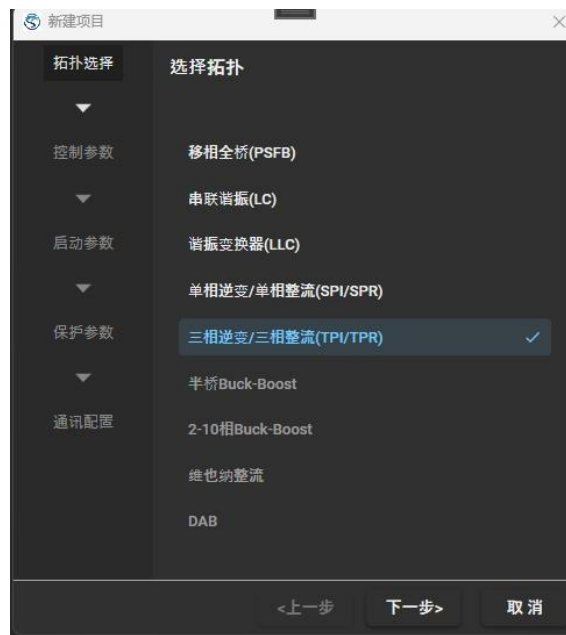 新建项目
拓扑选择
选择拓扑
控制参数
移相全桥(PSFB)
串联谐振(LC)
启动参数
谐振变换器(LLC)
单相逆变/单相整流(SPI/SPR)
保护参数
三相逆变/三相整流(TPI/TPR)
半桥Buck-Boost
通讯配置
2-10相Buck-Boost
维也纳整流
DAB
<上一步
下一步>
取消